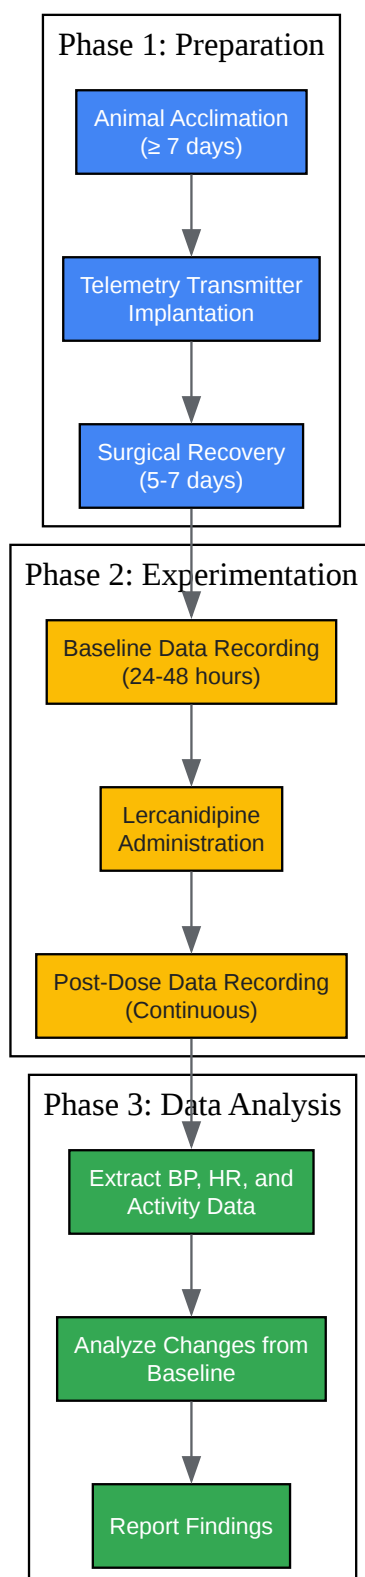 Phase 1: Preparation
Animal Acclimation
(≥ 7 days)
Telemetry Transmitter
Implantation
Surgical Recovery
(5-7 days)
Phase 2: Experimentation
Baseline Data Recording
(24-48 hours)
Lercanidipine
Administration
Post-Dose Data Recording
(Continuous)
Phase 3: Data Analysis
Extract BP, HR, and
Activity Data
Analyze Changes from
Baseline
Report Findings